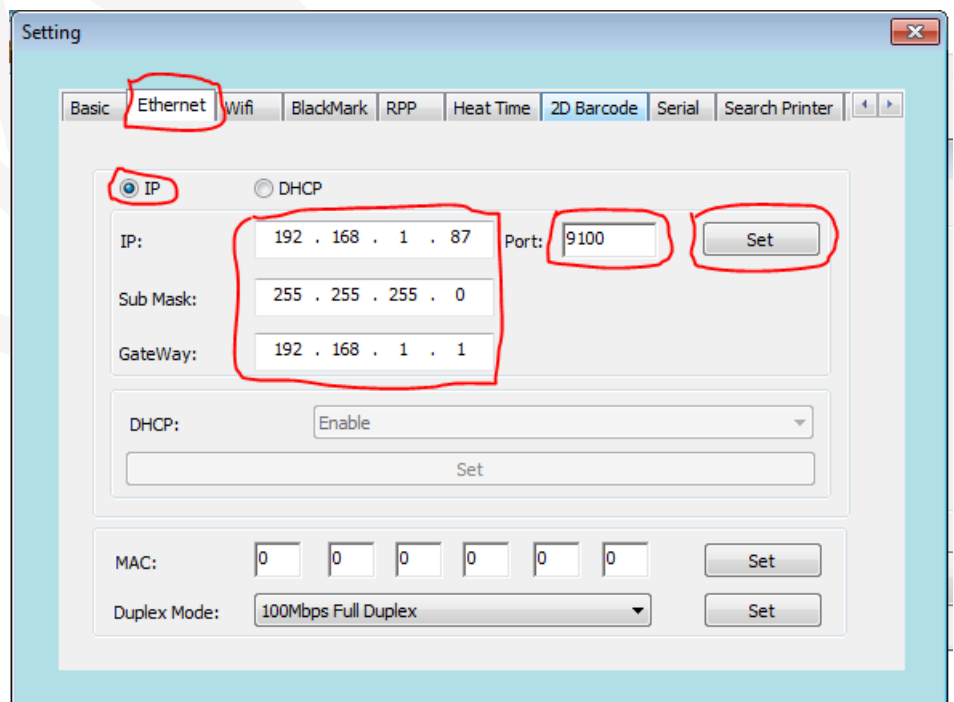 Setting
Basic Ethernet Wifi BlackMark RPP Heat Time 2D Barcode Serial Search Printer
IP DHCP
IP: 192 . 168 . 1 . 87 Port: 9100 Set
Sub Mask: 255 . 255 . 255 . 0
GateWay: 192 . 168 . 1 . 1
DHCP: Enable
Set
MAC: 0 0 0 0 0 0 Set
Duplex Mode: 100Mbps Full Duplex Set